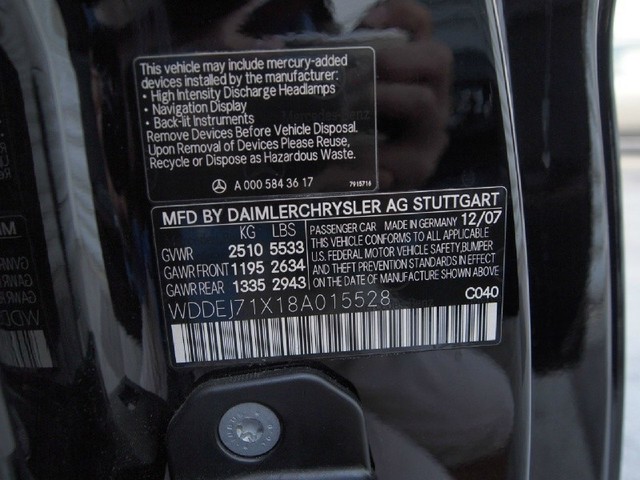 This vehicle may include mercury-added
devices installed by the manufacturer:
• High Intensity Discharge Headlamps
• Navigation Display
• Back-lit Instruments
Remove Devices Before Vehicle Disposal.
Upon Removal of Devices Please Reuse,
Recycle or Dispose as Hazardous Waste.
A 000 584 36 17
7915716
MFD BY DAIMLERCHRYSLER AG STUTTGART
KG LBS
GVWR 2510 5533
GAWR FRONT 1195 2634
GAWR REAR 1335 2943
PASSENGER CAR MADE IN GERMANY 12/07
THIS VEHICLE CONFORMS TO ALL APPLICABLE
U.S. FEDERAL MOTOR VEHICLE SAFETY,BUMPER
AND THEFT PREVENTION STANDARDS IN EFFECT
ON THE DATE OF MANUFACTURE SHOWN ABOVE.
WDDEJ71X18A015528
C040